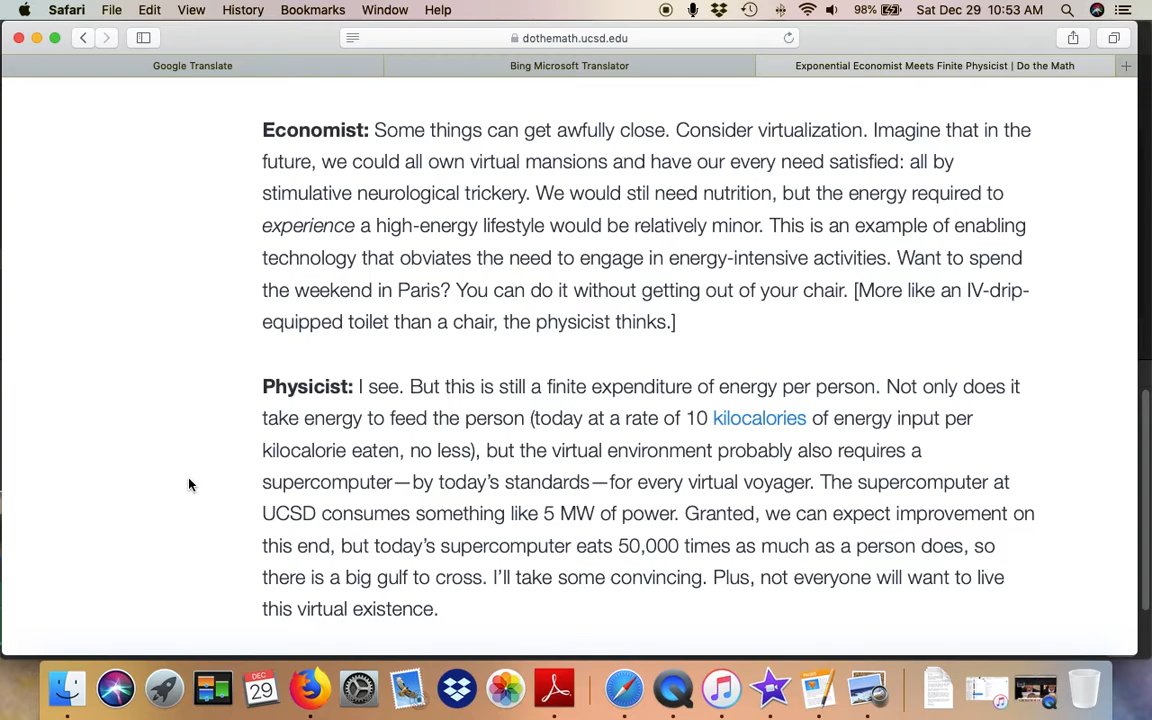 Safari File Edit View History Bookmarks Window Help 98% Sat Dec 29 10:53 AM
dothemath.ucsd.edu
Google Translate Bing Microsoft Translator Exponential Economist Meets Finite Physicist | Do the Math
Economist: Some things can get awfully close. Consider virtualization. Imagine that in the
future, we could all own virtual mansions and have our every need satisfied: all by
stimulative neurological trickery. We would stil need nutrition, but the energy required to
experience a high-energy lifestyle would be relatively minor. This is an example of enabling
technology that obviates the need to engage in energy-intensive activities. Want to spend
the weekend in Paris? You can do it without getting out of your chair. [More like an IV-drip-
equipped toilet than a chair, the physicist thinks.]
Physicist: I see. But this is still a finite expenditure of energy per person. Not only does it
take energy to feed the person (today at a rate of 10 kilocalories of energy input per
kilocalorie eaten, no less), but the virtual environment probably also requires a
supercomputer—by today’s standards—for every virtual voyager. The supercomputer at
UCSD consumes something like 5 MW of power. Granted, we can expect improvement on
this end, but today’s supercomputer eats 50,000 times as much as a person does, so
there is a big gulf to cross. I’ll take some convincing. Plus, not everyone will want to live
this virtual existence.
DEC
29